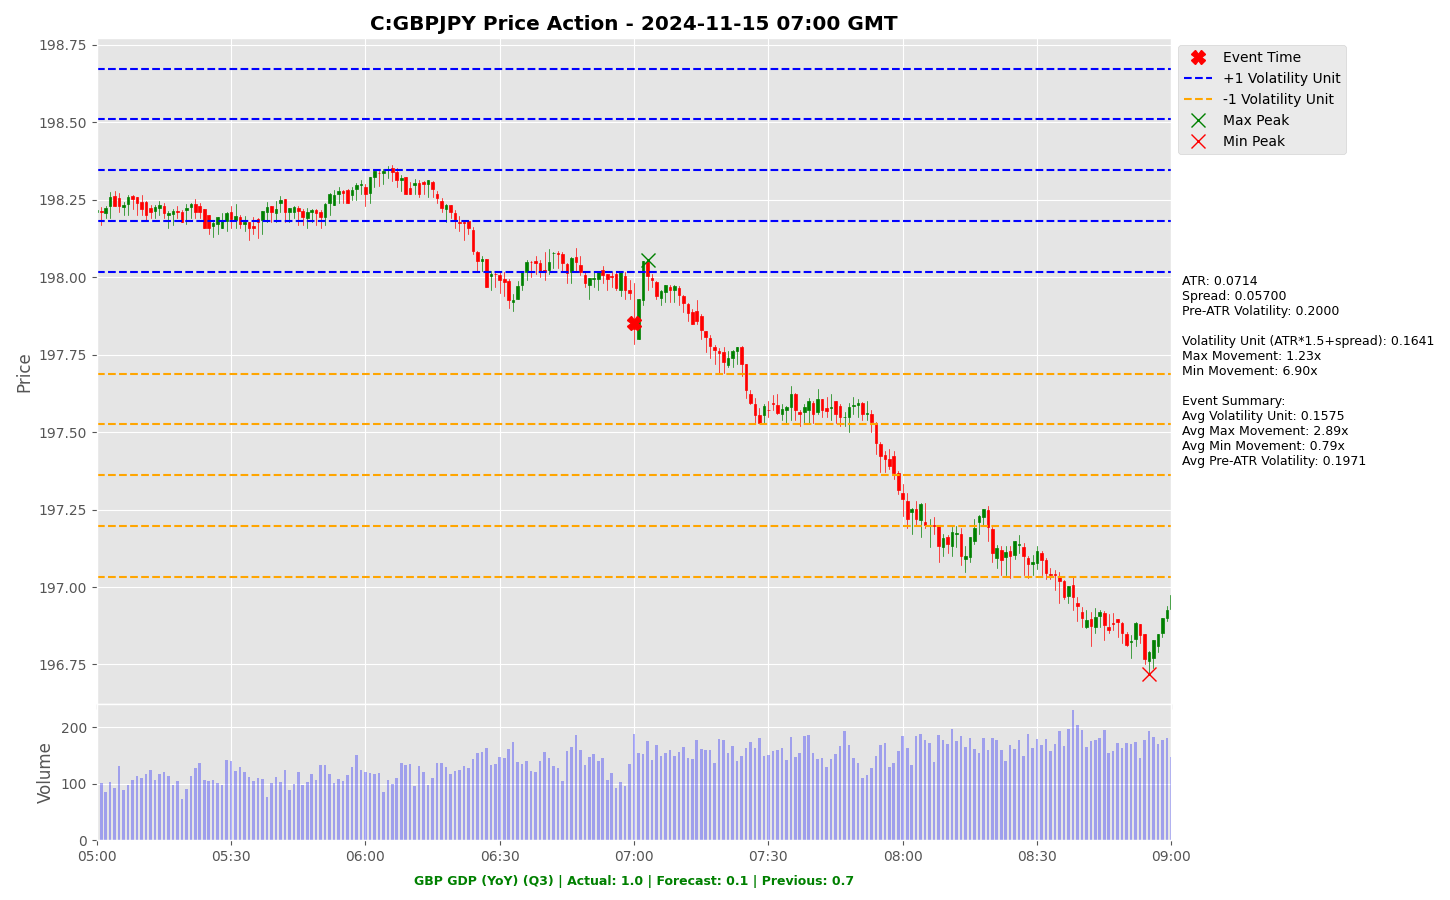 C:GBPJPY Price Action - 2024-11-15 07:00 GMT
198.75
198.50
198.25
198.00
197.75
197.50
197.25
197.00
196.75
Price
Event Time
+1 Volatility Unit
-1 Volatility Unit
Max Peak
Min Peak
ATR: 0.0714
Spread: 0.05700
Pre-ATR Volatility: 0.2000
Volatility Unit (ATR*1.5+spread): 0.1641
Max Movement: 1.23x
Min Movement: 6.90x
Event Summary:
Avg Volatility Unit: 0.1575
Avg Max Movement: 2.89x
Avg Min Movement: 0.79x
Avg Pre-ATR Volatility: 0.1971
200
100
0
Volume
05:00 05:30 06:00 06:30 07:00 07:30 08:00 08:30 09:00
GBP GDP (YoY) (Q3) | Actual: 1.0 | Forecast: 0.1 | Previous: 0.7